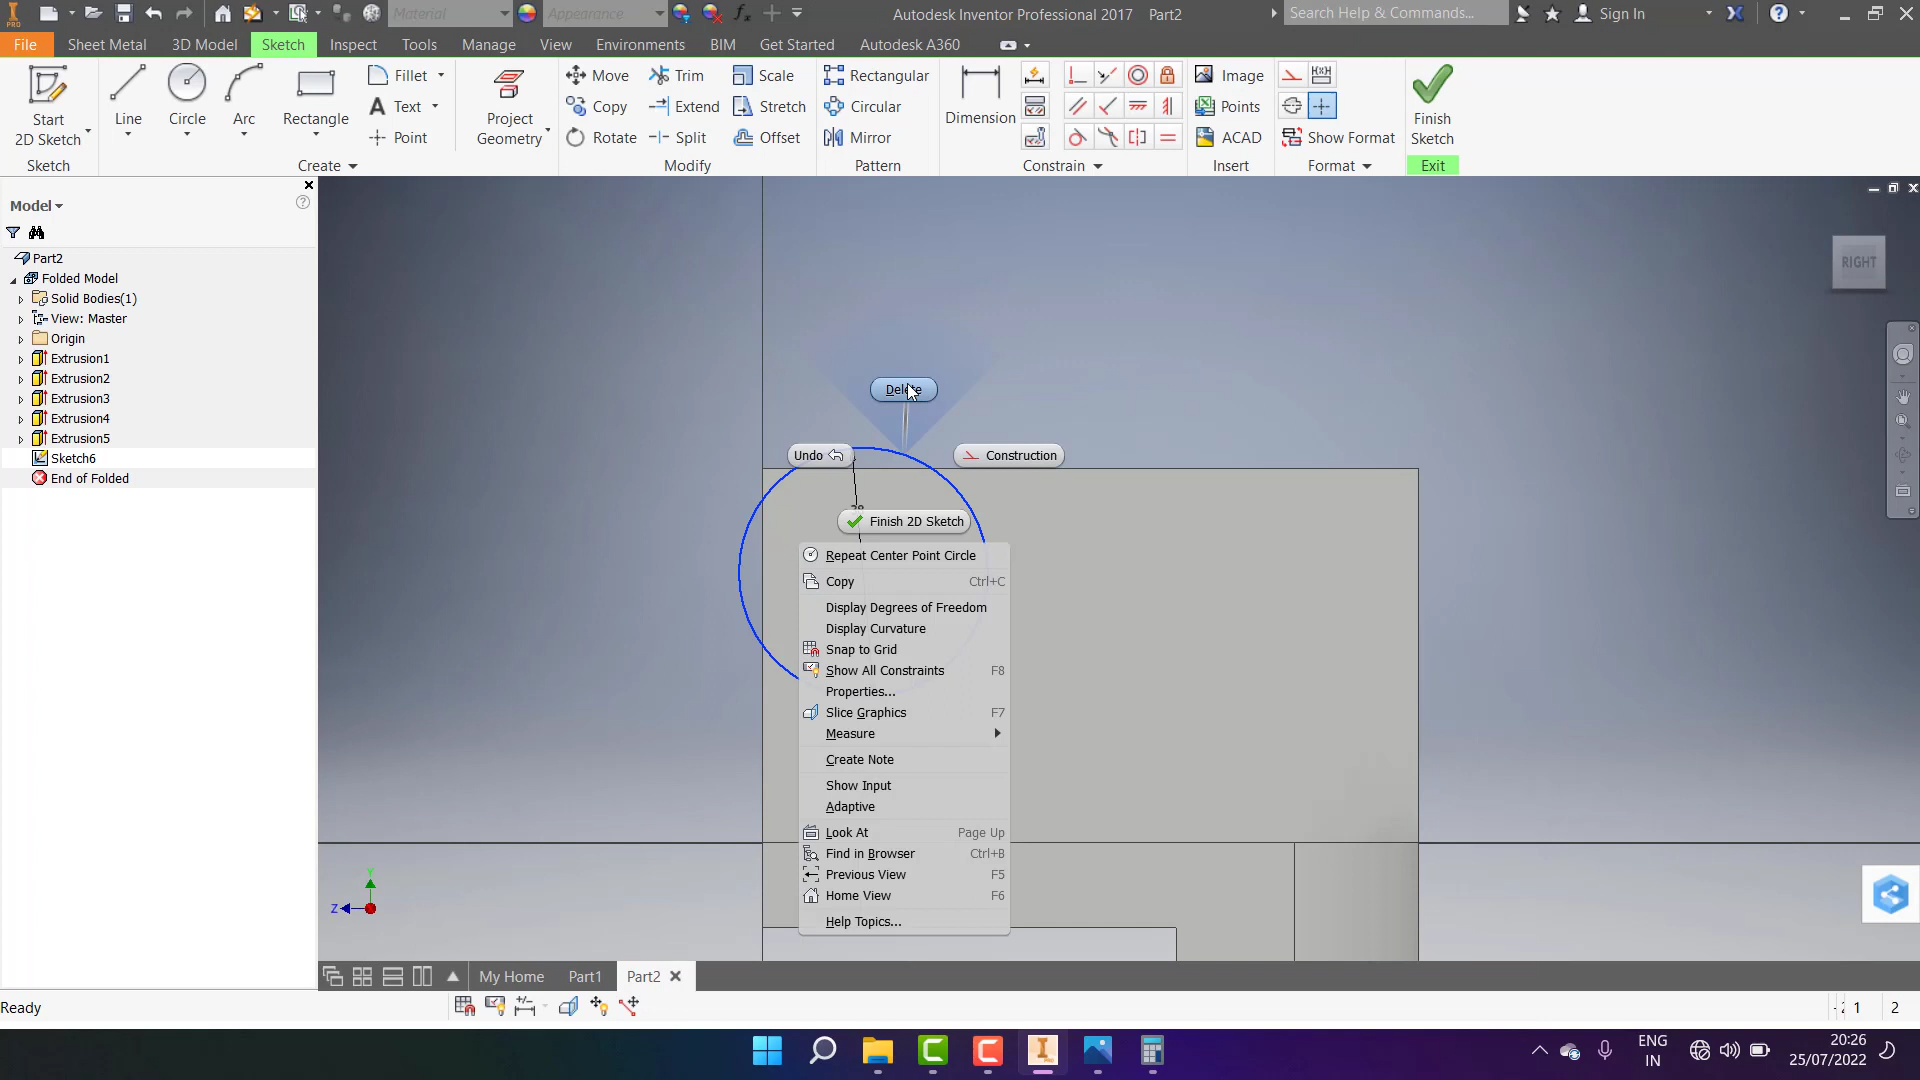 PRO
Material
Appearance
Autodesk Inventor Professional 2017 Part2
Search Help & Commands...
Sign In
File Sheet Metal 3D Model Sketch Inspect Tools Manage View Environments BIM Get Started Autodesk A360
Start
2D Sketch
Line
Circle
Arc
Rectangle
Fillet
Text
Point
Project
Geometry
Move
Copy
Rotate
Trim
Extend
Split
Scale
Stretch
Offset
Rectangular
Circular
Mirror
Dimension
Image
Points
ACAD
Show Format
Finish
Sketch
Sketch Create Modify Pattern Constrain Insert Format Exit
Model
Part2
Folded Model
Solid Bodies(1)
View: Master
Origin
Extrusion1
Extrusion2
Extrusion3
Extrusion4
Extrusion5
Sketch6
End of Folded
RIGHT
Delete
Undo
Construction
Finish 2D Sketch
Repeat Center Point Circle
Copy Ctrl+C
Display Degrees of Freedom
Display Curvature
Snap to Grid
Show All Constraints F8
Properties...
Slice Graphics F7
Measure
Create Note
Show Input
Adaptive
Look At Page Up
Find in Browser Ctrl+B
Previous View F5
Home View F6
Help Topics...
Y
Z
My Home Part1 Part2
Ready
1 2
ENG
IN
20:26
25/07/2022